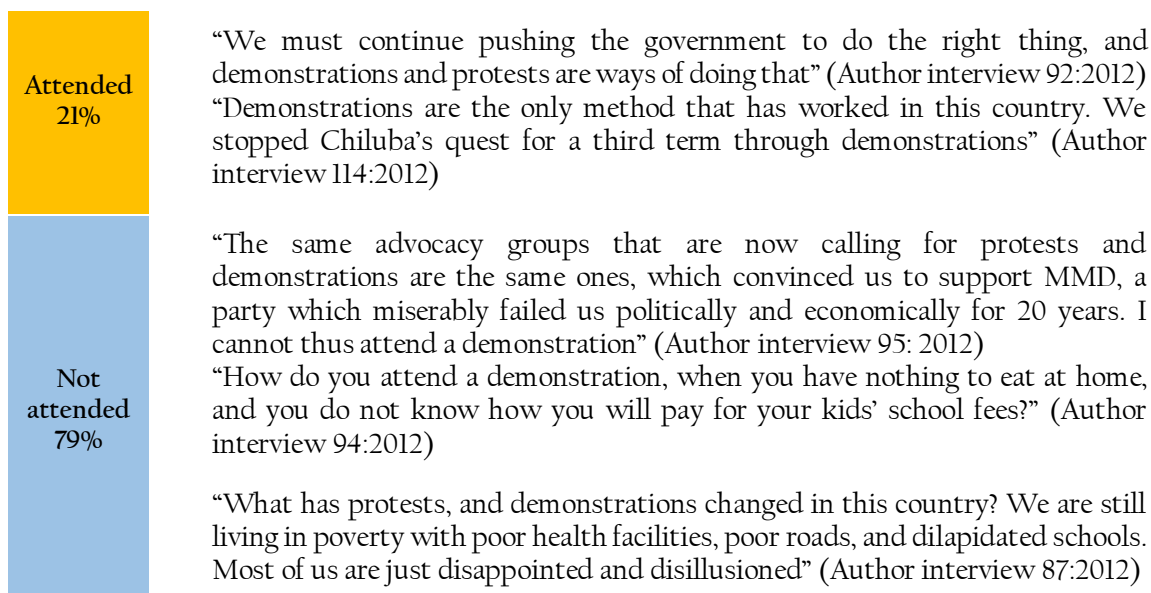 Attended
21%
“We must continue pushing the government to do the right thing, and
demonstrations and protests are ways of doing that” (Author interview 92:2012)
“Demonstrations are the only method that has worked in this country. We
stopped Chiluba’s quest for a third term through demonstrations” (Author
interview 114:2012)
Not
attended
79%
“The same advocacy groups that are now calling for protests and
demonstrations are the same ones, which convinced us to support MMD, a
party which miserably failed us politically and economically for 20 years. I
cannot thus attend a demonstration” (Author interview 95: 2012)
“How do you attend a demonstration, when you have nothing to eat at home,
and you do not know how you will pay for your kids’ school fees?” (Author
interview 94:2012)
“What has protests, and demonstrations changed in this country? We are still
living in poverty with poor health facilities, poor roads, and dilapidated schools.
Most of us are just disappointed and disillusioned” (Author interview 87:2012)